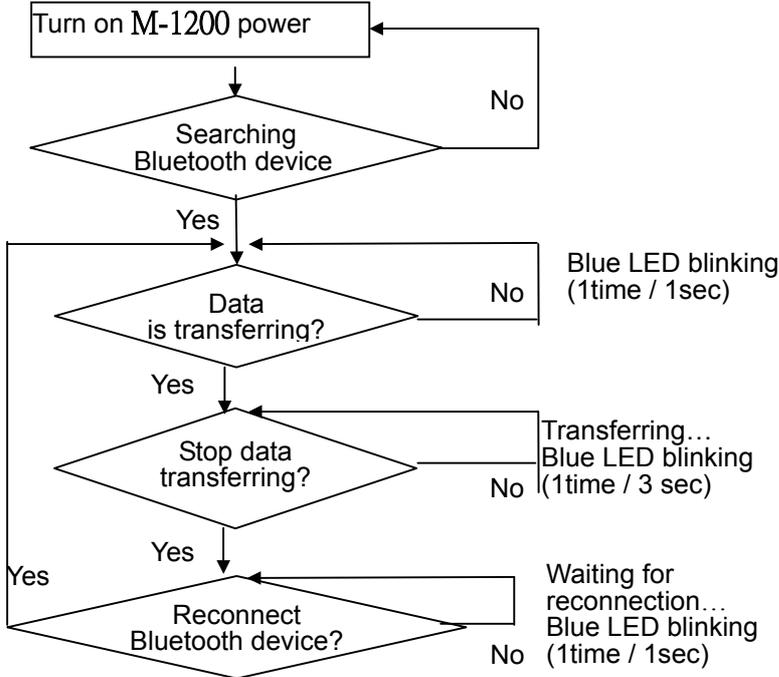 Turn on M-1200 power
No
Searching
Bluetooth device
Yes
Blue LED blinking
(1time / 1sec)
No
Data
is transferring?
Yes
Transferring…
Stop data
Blue LED blinking
transferring?
(1time / 3 sec)
No
Yes
Yes
Waiting for
reconnection…
Reconnect
Blue LED blinking
Bluetooth device?
(1time / 1sec)
No